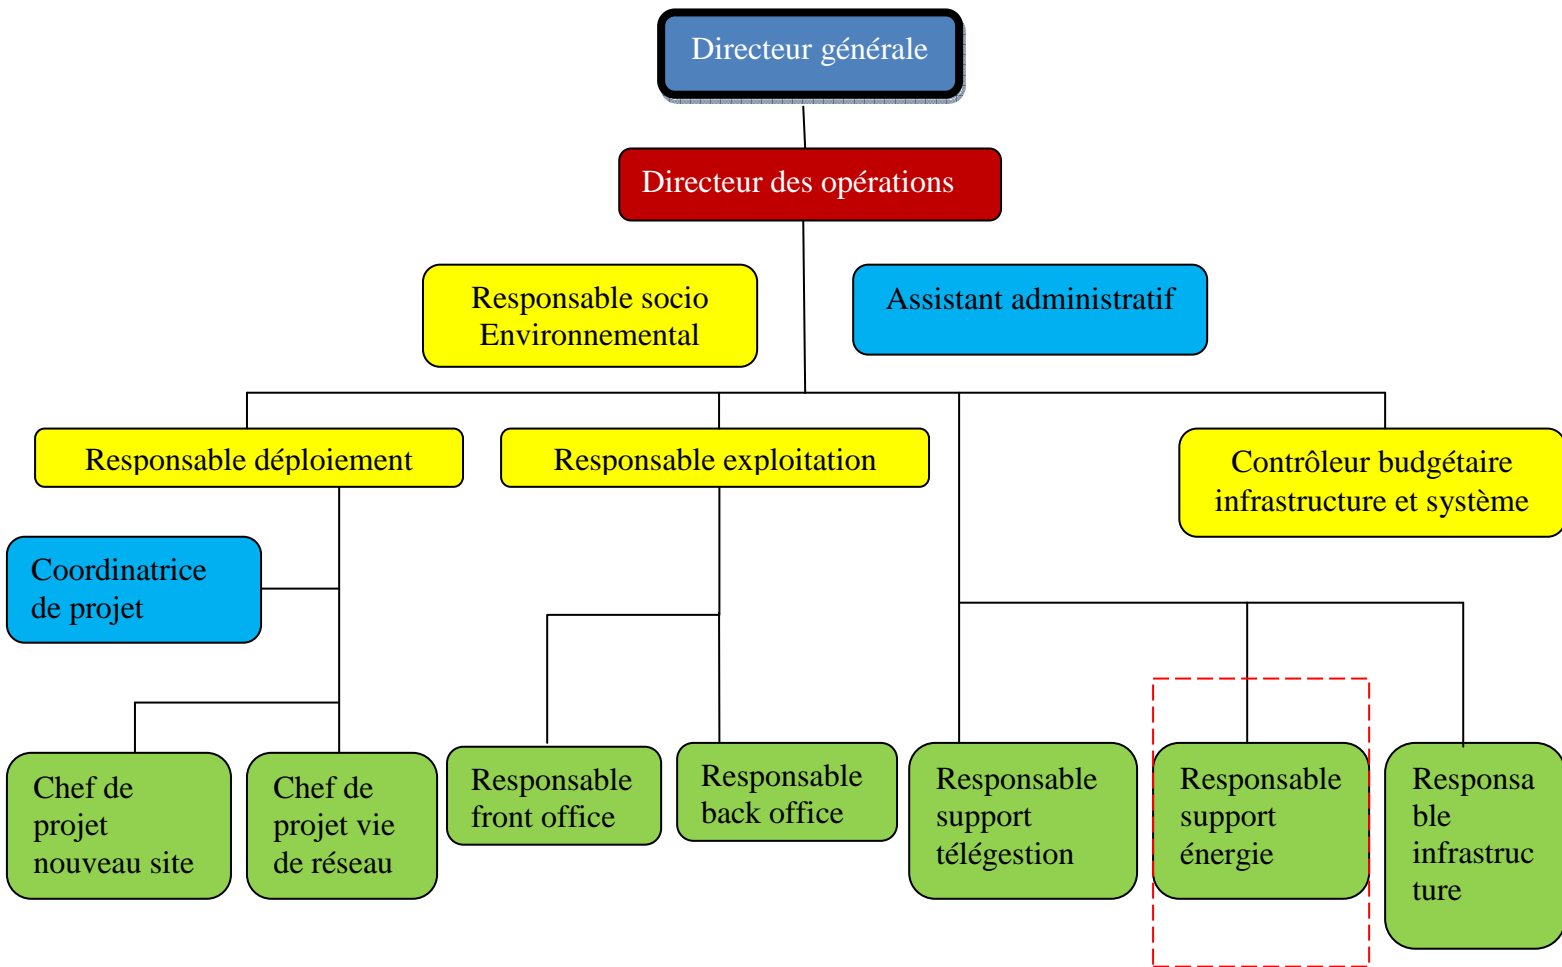 Directeur générale
Directeur des opérations
Responsable socio
Environnemental
Assistant administratif
Responsable déploiement
Responsable exploitation
Contrôleur budgétaire
infrastructure et système
Coordinatrice
de projet
Chef de
projet
nouveau site
Chef de
projet vie
de réseau
Responsable
front office
Responsable
back office
Responsable
support
télégestion
Responsable
support
énergie
Responsa
ble
infrastruc
ture